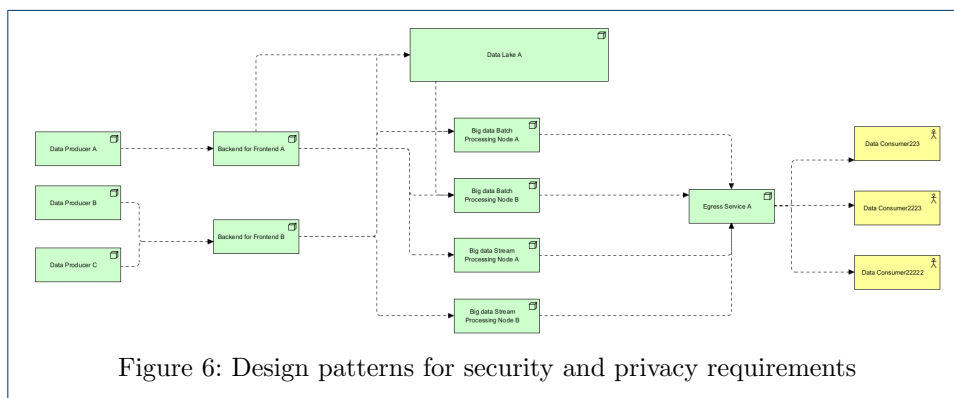 Data Lake A
Big data Batch
Processing Node A
Data Producer A
Backend for Frontend A
Data Consumer223
Big data Batch
Processing Node B
Data Producer B
Egress Service A
Data Consumer2223
Backend for Frontend B
Data Producer C
Big data Stream
Processing Node A
Data Consumer22222
Big data Stream
Processing Node B
Figure 6: Design patterns for security and privacy requirements